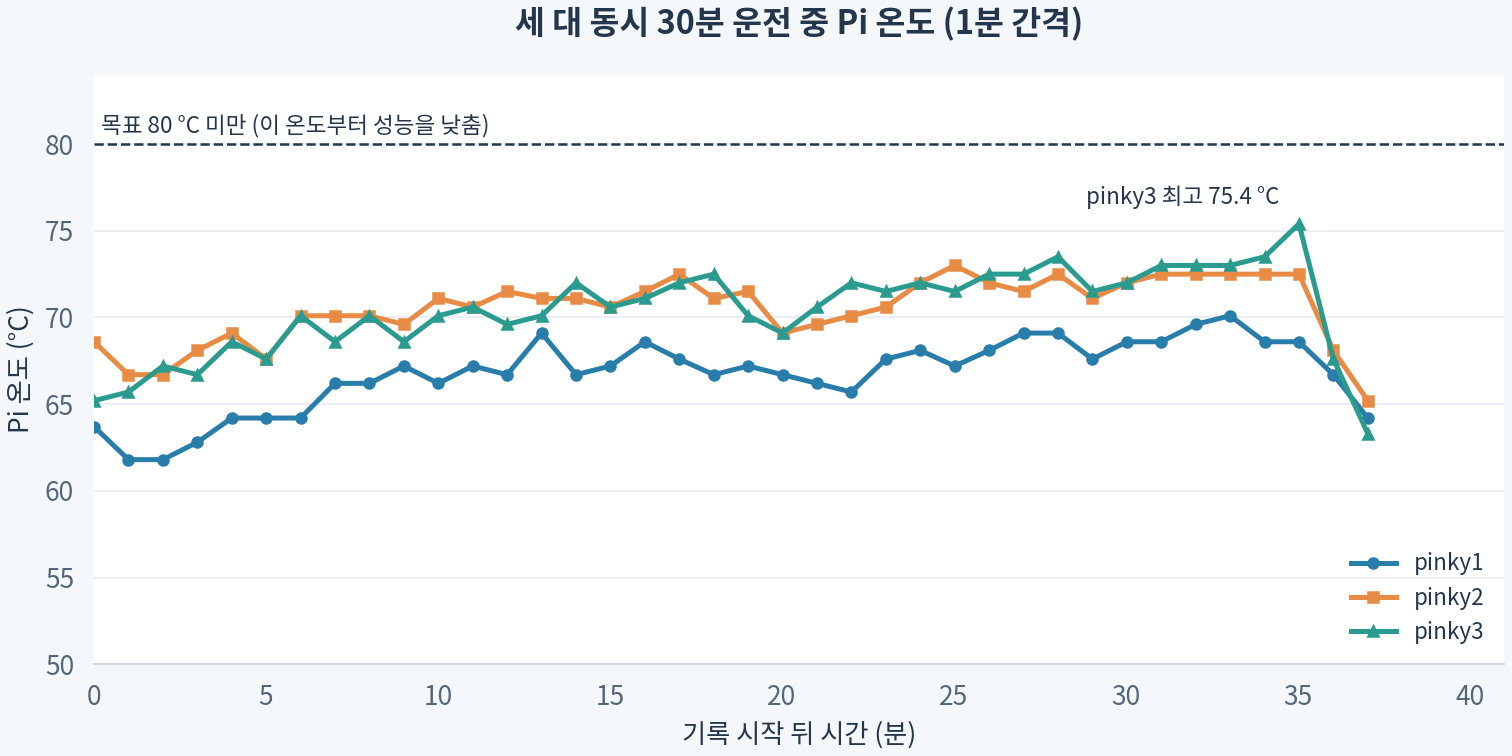 세 대 동시 30분 운전 중 Pi 온도 (1분 간격)
목표 80 °C 미만 (이 온도부터 성능을 낮춤)
pinky3 최고 75.4 °C
Pi 온도 (°C)
80
75
70
65
60
55
50
0 5 10 15 20 25 30 35 40
기록 시작 뒤 시간 (분)
pinky1
pinky2
pinky3